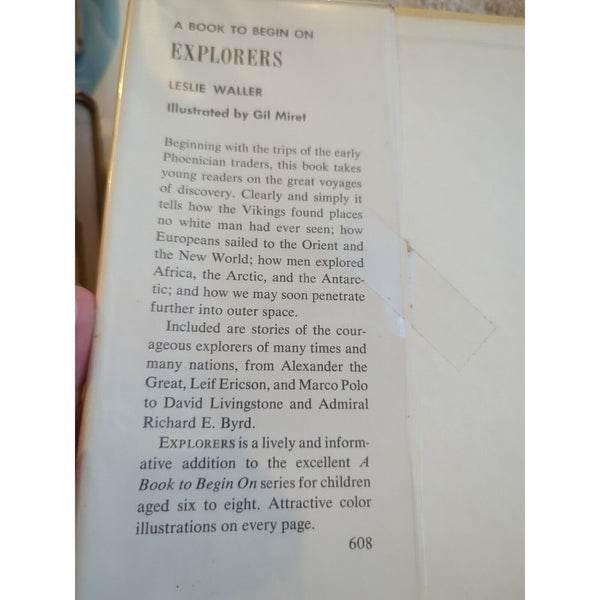 A BOOK TO BEGIN ON
EXPLORERS
LESLIE WALLER
Illustrated by Gil Miret
Beginning with the trips of the early
Phoenician traders, this book takes
young readers on the great voyages
of discovery. Clearly and simply it
tells how the Vikings found places
no white man had ever seen; how
Europeans sailed to the Orient and
the New World; how men explored
Africa, the Arctic, and the Antarc-
tic; and how we may soon penetrate
further into outer space.
Included are stories of the cour-
ageous explorers of many times and
many nations, from Alexander the
Great, Leif Ericson, and Marco Polo
to David Livingstone and Admiral
Richard E. Byrd.
EXPLORERS is a lively and inform-
ative addition to the excellent A
Book to Begin On series for children
aged six to eight. Attractive color
illustrations on every page.
608